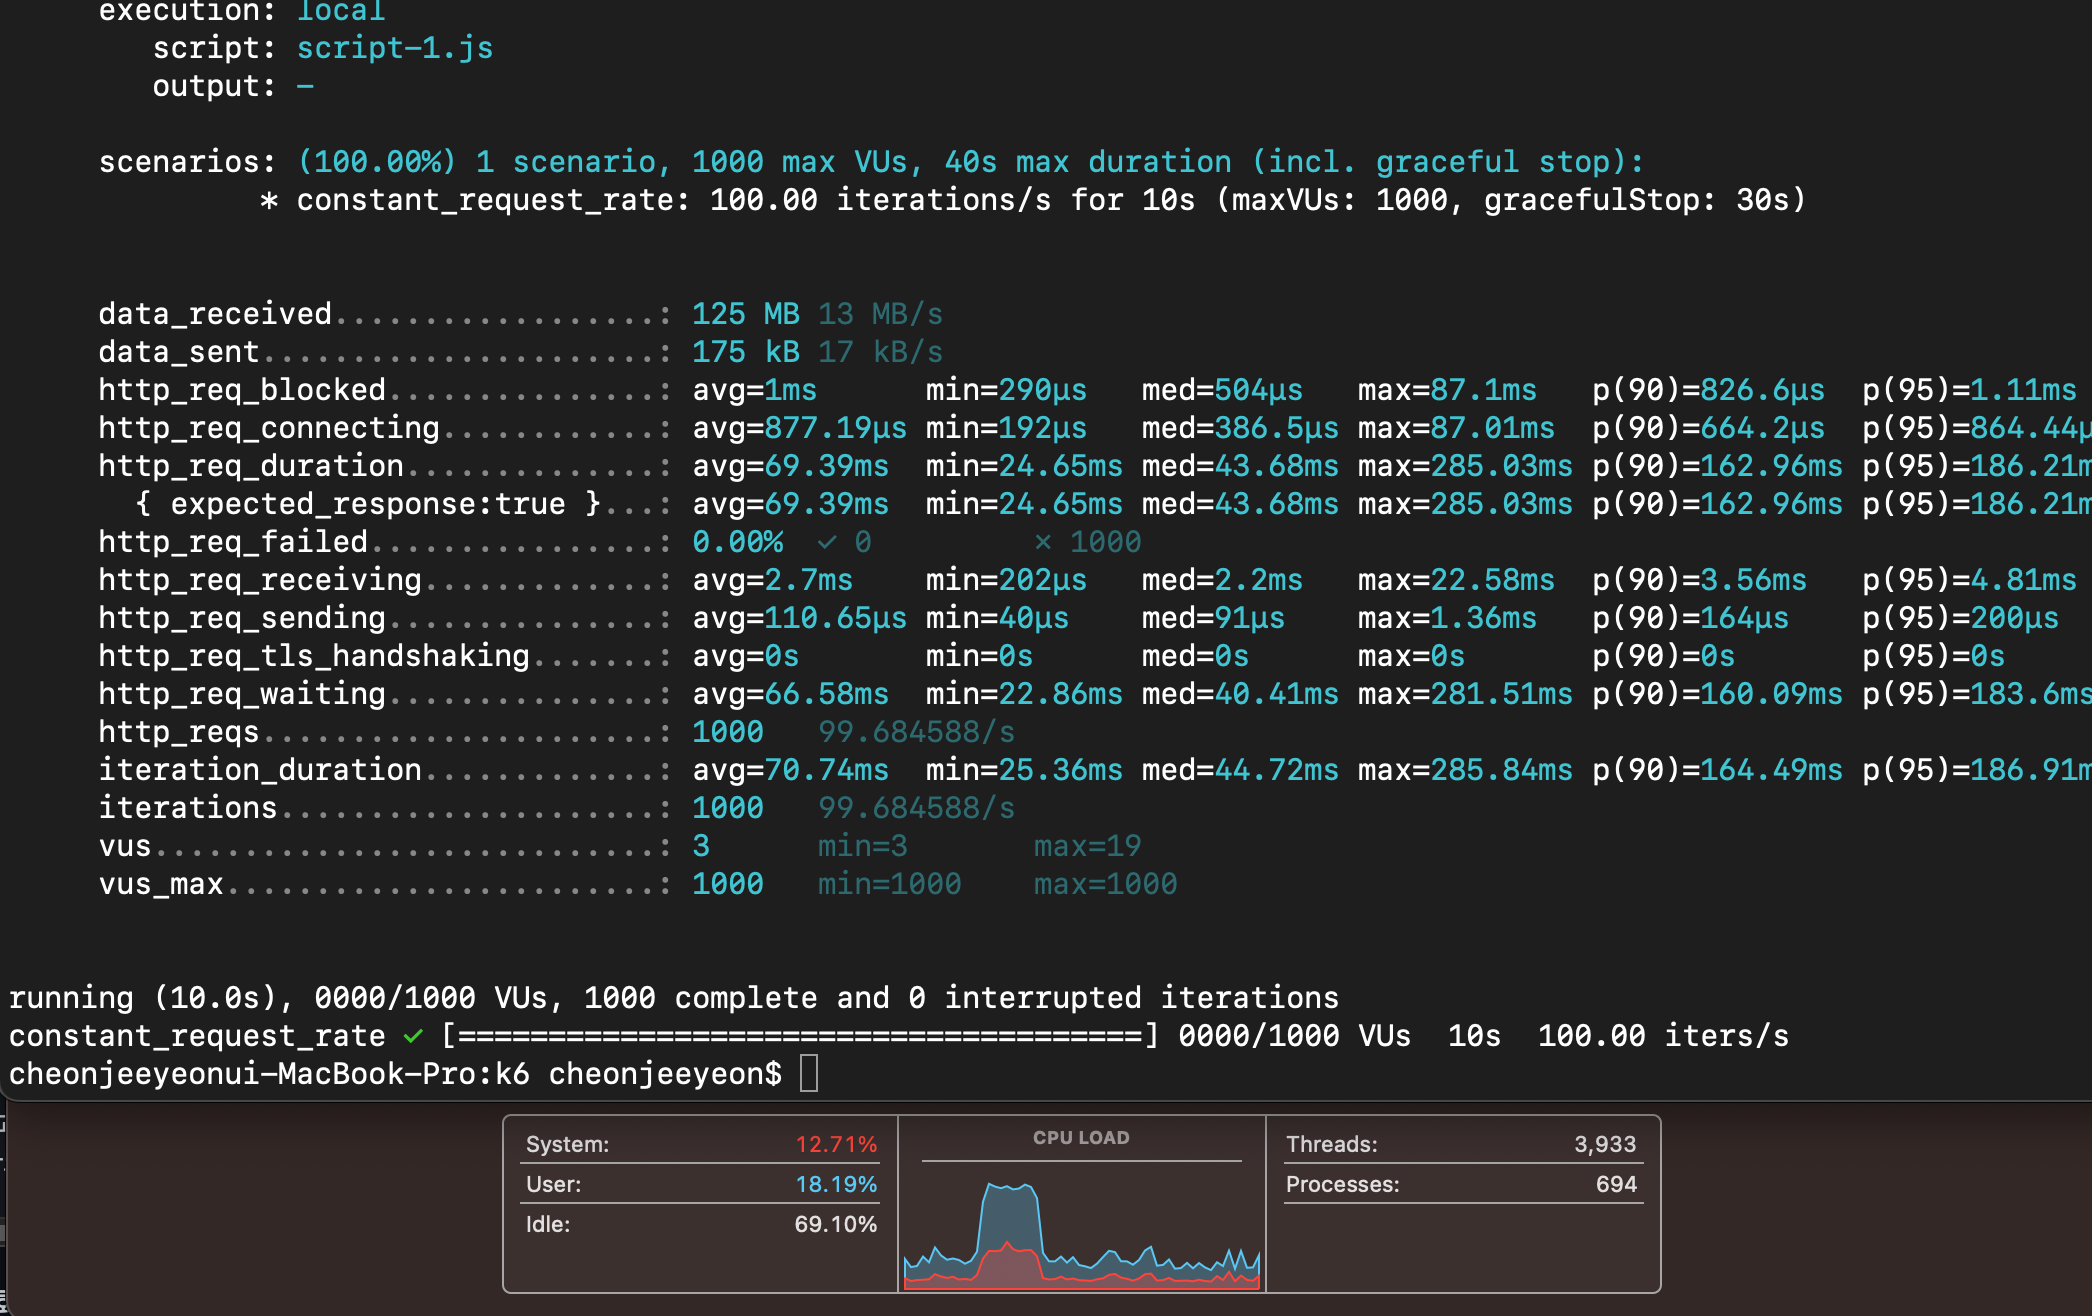 execution: local
script: script-1.js
output: -
scenarios: (100.00%) 1 scenario, 1000 max VUs, 40s max duration (incl. graceful stop):
* constant_request_rate: 100.00 iterations/s for 10s (maxVUs: 1000, gracefulStop: 30s)
data_received..................: 125 MB 13 MB/s
data_sent......................: 175 kB 17 kB/s
http_req_blocked...............: avg=1ms min=290µs med=504µs max=87.1ms p(90)=826.6µs p(95)=1.11ms
http_req_connecting............: avg=877.19µs min=192µs med=386.5µs max=87.01ms p(90)=664.2µs p(95)=864.44µ
http_req_duration..............: avg=69.39ms min=24.65ms med=43.68ms max=285.03ms p(90)=162.96ms p(95)=186.21m
{ expected_response:true }...: avg=69.39ms min=24.65ms med=43.68ms max=285.03ms p(90)=162.96ms p(95)=186.21m
http_req_failed................: 0.00% ✓ 0 ✗ 1000
http_req_receiving.............: avg=2.7ms min=202µs med=2.2ms max=22.58ms p(90)=3.56ms p(95)=4.81ms
http_req_sending...............: avg=110.65µs min=40µs med=91µs max=1.36ms p(90)=164µs p(95)=200µs
http_req_tls_handshaking.......: avg=0s min=0s med=0s max=0s p(90)=0s p(95)=0s
http_req_waiting...............: avg=66.58ms min=22.86ms med=40.41ms max=281.51ms p(90)=160.09ms p(95)=183.6ms
http_reqs......................: 1000 99.684588/s
iteration_duration.............: avg=70.74ms min=25.36ms med=44.72ms max=285.84ms p(90)=164.49ms p(95)=186.91m
iterations.....................: 1000 99.684588/s
vus............................: 3 min=3 max=19
vus_max........................: 1000 min=1000 max=1000
running (10.0s), 0000/1000 VUs, 1000 complete and 0 interrupted iterations
constant_request_rate ✓ [======================================] 0000/1000 VUs 10s 100.00 iters/s
cheonjeeyeonui-MacBook-Pro:k6 cheonjeeyeon$
System: 12.71%
User: 18.19%
Idle: 69.10%
CPU LOAD
Threads: 3,933
Processes: 694